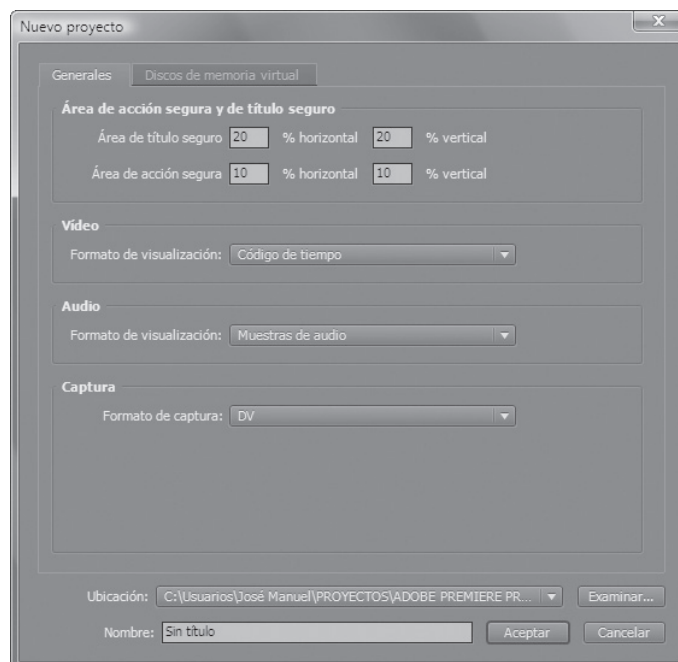 Nuevo proyecto
Generales Discos de memoria virtual
Área de acción segura y de título seguro
Área de título seguro 20 % horizontal 20 % vertical
Área de acción segura 10 % horizontal 10 % vertical
Vídeo
Formato de visualización: Código de tiempo
Audio
Formato de visualización: Muestras de audio
Captura
Formato de captura: DV
Ubicación: C:\Usuarios\José Manuel\PROYECTOS\ADOBE PREMIERE PR... Examinar...
Nombre: Sin título Aceptar Cancelar